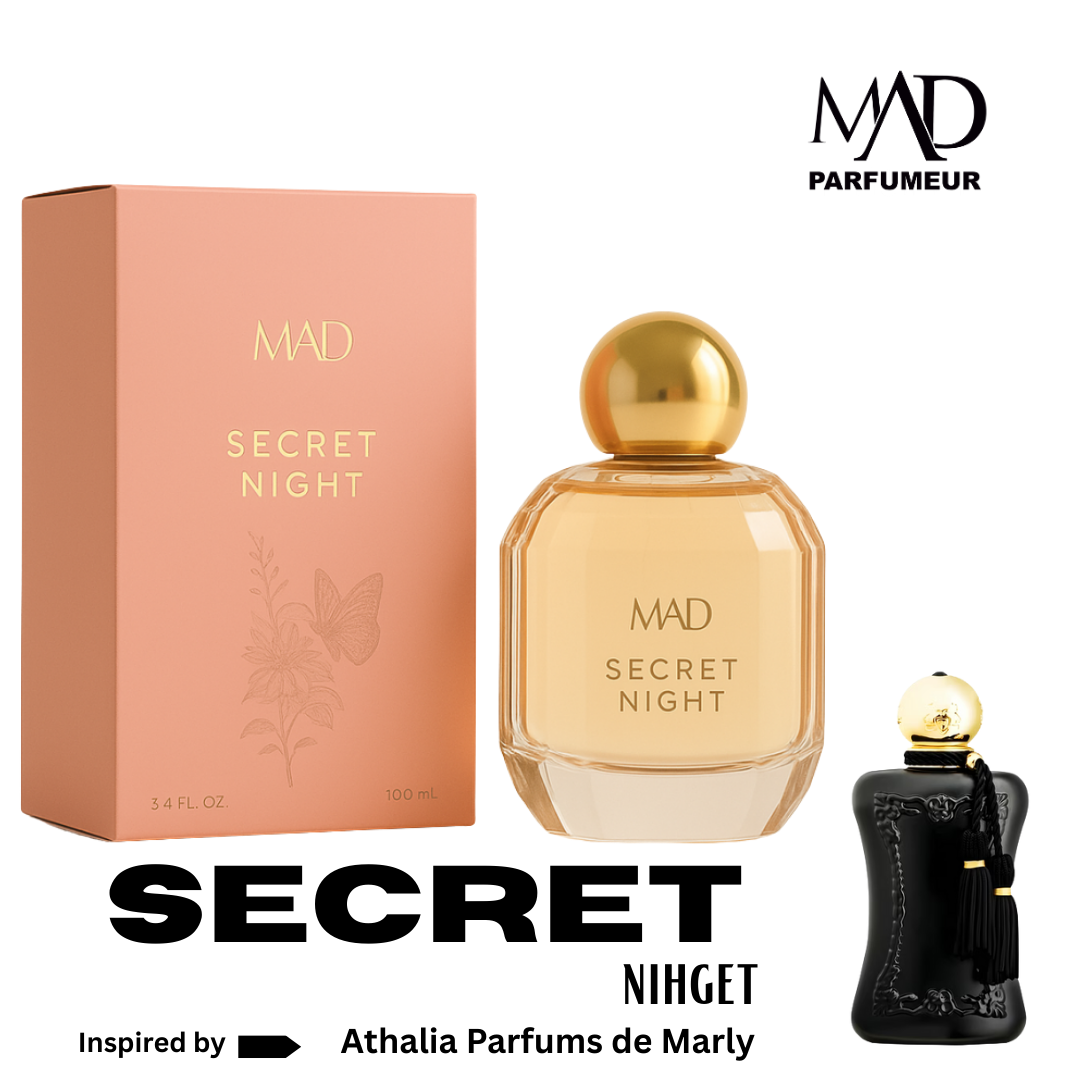 MAD
PARFUMEUR
MAD
SECRET
NIGHT
3 4 FL. OZ.
100 mL
MAD
SECRET
NIGHT
SECRET
NIHGET
Inspired by
Athalia Parfums de Marly